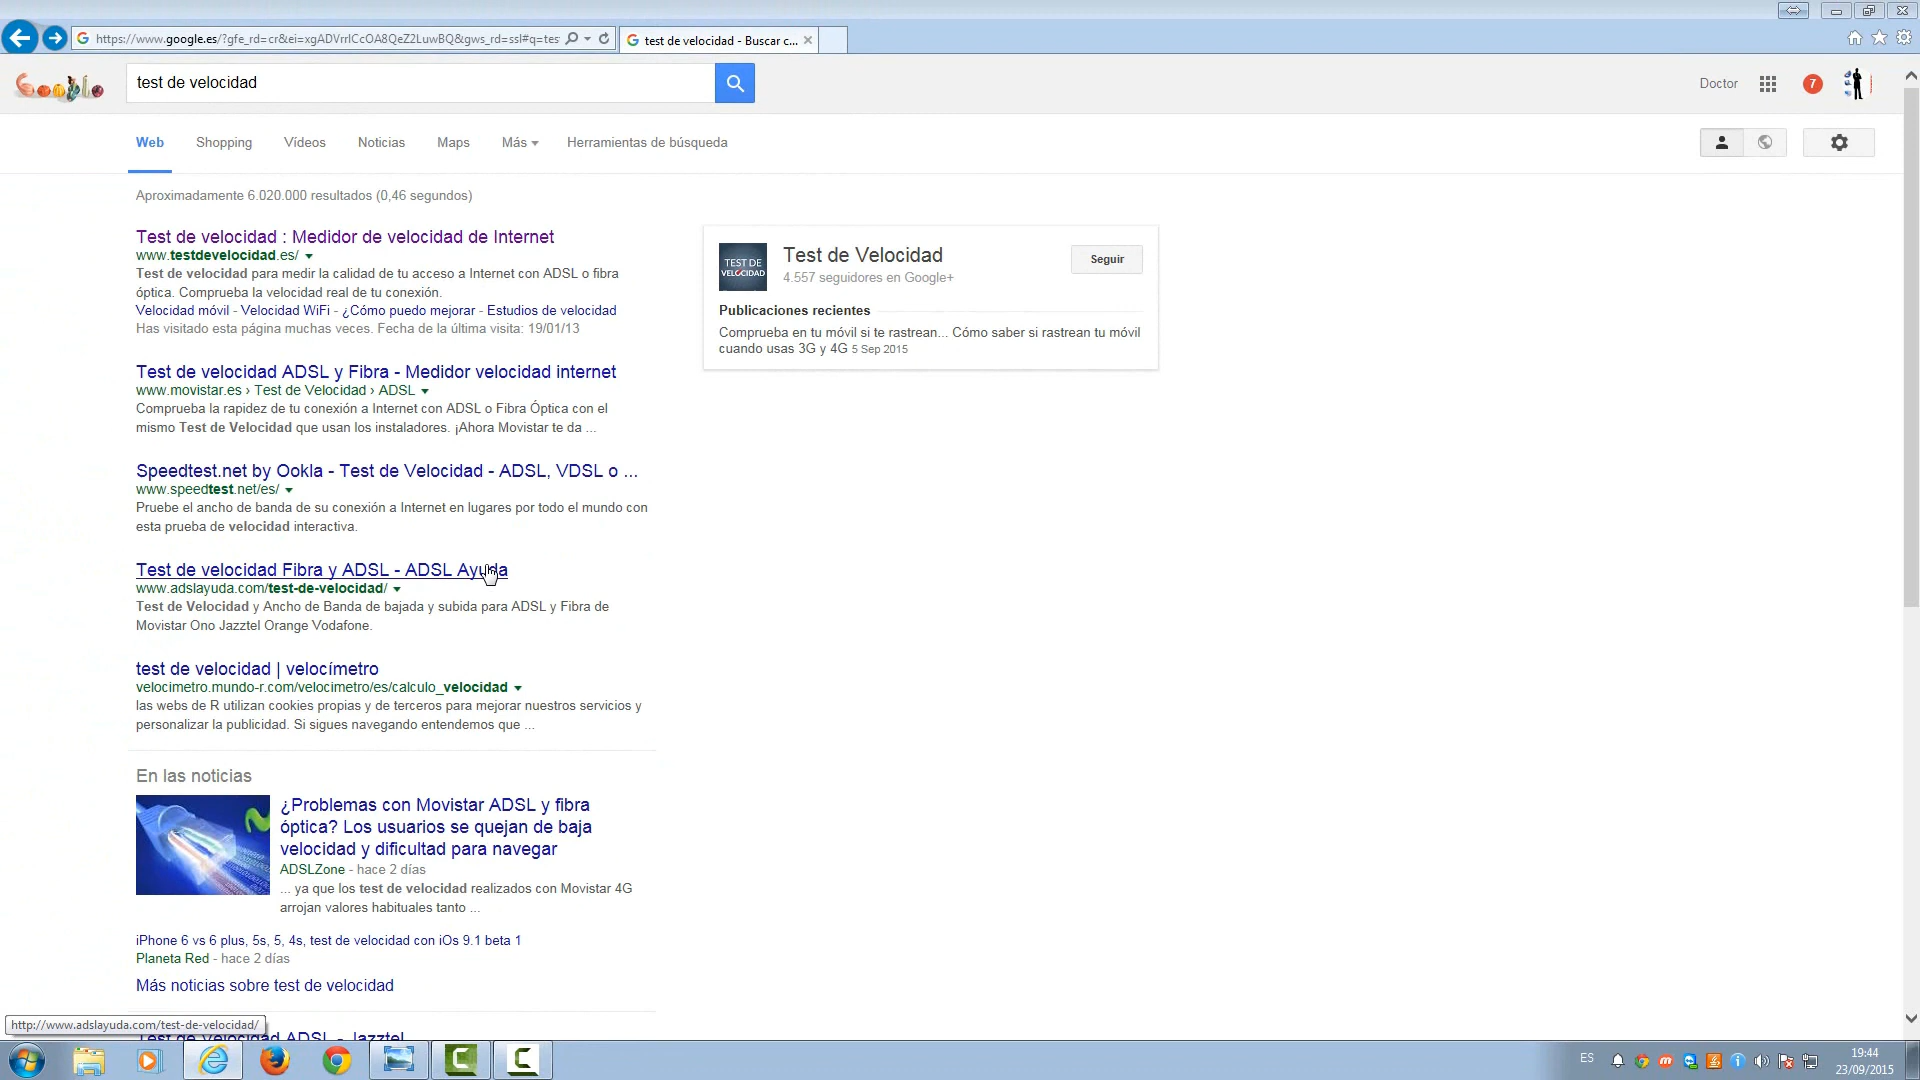 https://www.google.es/?gfe_rd=cr&ei=xgADVrrlCcOA8QeZ2LuwBQ&gws_rd=ssl#q=tes
test de velocidad - Buscar c...
Google
test de velocidad
Doctor
7
Web
Shopping
Vídeos
Noticias
Maps
Más
Herramientas de búsqueda
Aproximadamente 6.020.000 resultados (0,46 segundos)
Test de velocidad : Medidor de velocidad de Internet
www.testdevelocidad.es/
Test de velocidad para medir la calidad de tu acceso a Internet con ADSL o fibra
óptica. Comprueba la velocidad real de tu conexión.
Velocidad móvil - Velocidad WiFi - ¿Cómo puedo mejorar - Estudios de velocidad
Has visitado esta página muchas veces. Fecha de la última visita: 19/01/13
Test de velocidad ADSL y Fibra - Medidor velocidad internet
www.movistar.es › Test de Velocidad › ADSL
Comprueba la rapidez de tu conexión a Internet con ADSL o Fibra Óptica con el
mismo Test de Velocidad que usan los instaladores. ¡Ahora Movistar te da ...
Speedtest.net by Ookla - Test de Velocidad - ADSL, VDSL o ...
www.speedtest.net/es/
Pruebe el ancho de banda de su conexión a Internet en lugares por todo el mundo con
esta prueba de velocidad interactiva.
Test de velocidad Fibra y ADSL - ADSL Ayuda
www.adslayuda.com/test-de-velocidad/
Test de Velocidad y Ancho de Banda de bajada y subida para ADSL y Fibra de
Movistar Ono Jazztel Orange Vodafone.
test de velocidad | velocímetro
velocimetro.mundo-r.com/velocimetro/es/calculo_velocidad
las webs de R utilizan cookies propias y de terceros para mejorar nuestros servicios y
personalizar la publicidad. Si sigues navegando entendemos que ...
En las noticias
¿Problemas con Movistar ADSL y fibra
óptica? Los usuarios se quejan de baja
velocidad y dificultad para navegar
ADSLZone - hace 2 días
... ya que los test de velocidad realizados con Movistar 4G
arrojan valores habituales tanto ...
iPhone 6 vs 6 plus, 5s, 5, 4s, test de velocidad con iOs 9.1 beta 1
Planeta Red - hace 2 días
Más noticias sobre test de velocidad
Test de velocidad ADSL - Jazztel
TEST DE
VELOCIDAD
Test de Velocidad
4.557 seguidores en Google+
Seguir
Publicaciones recientes
Comprueba en tu móvil si te rastrean... Cómo saber si rastrean tu móvil
cuando usas 3G y 4G 5 Sep 2015
http://www.adslayuda.com/test-de-velocidad/
ES
19:44
23/09/2015